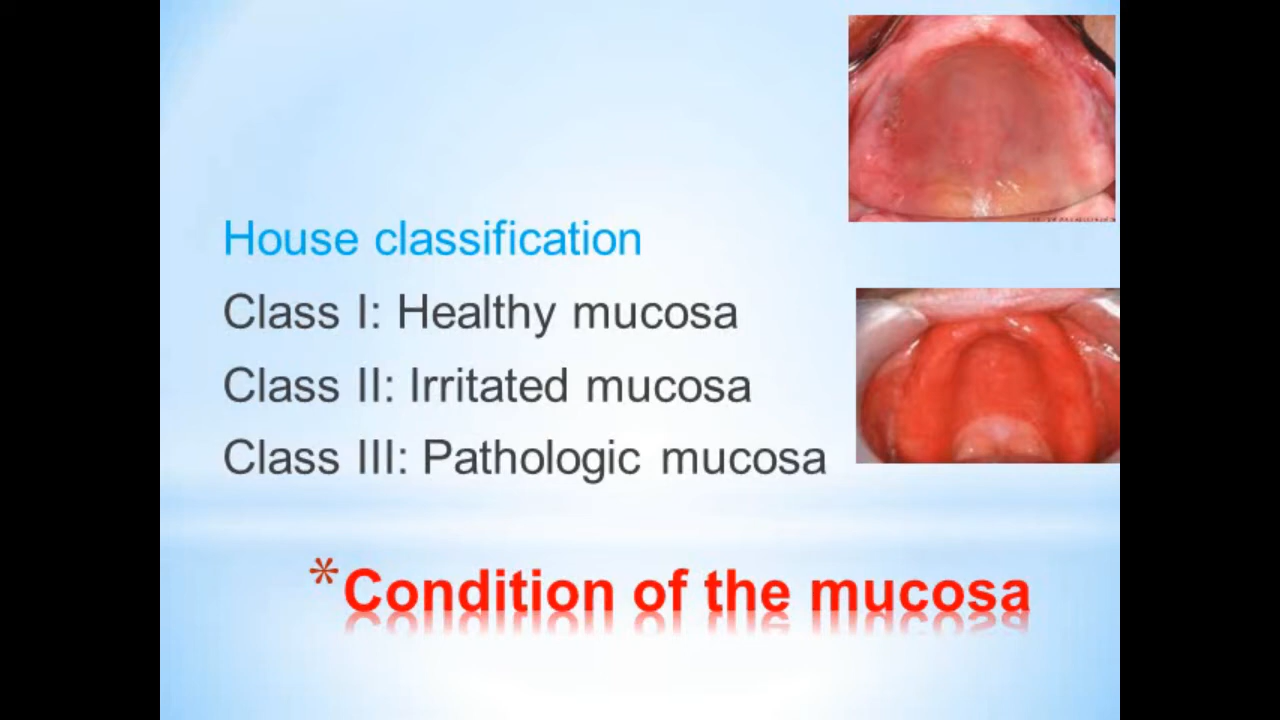 House classification
Class I: Healthy mucosa
Class II: Irritated mucosa
Class III: Pathologic mucosa
*Condition of the mucosa